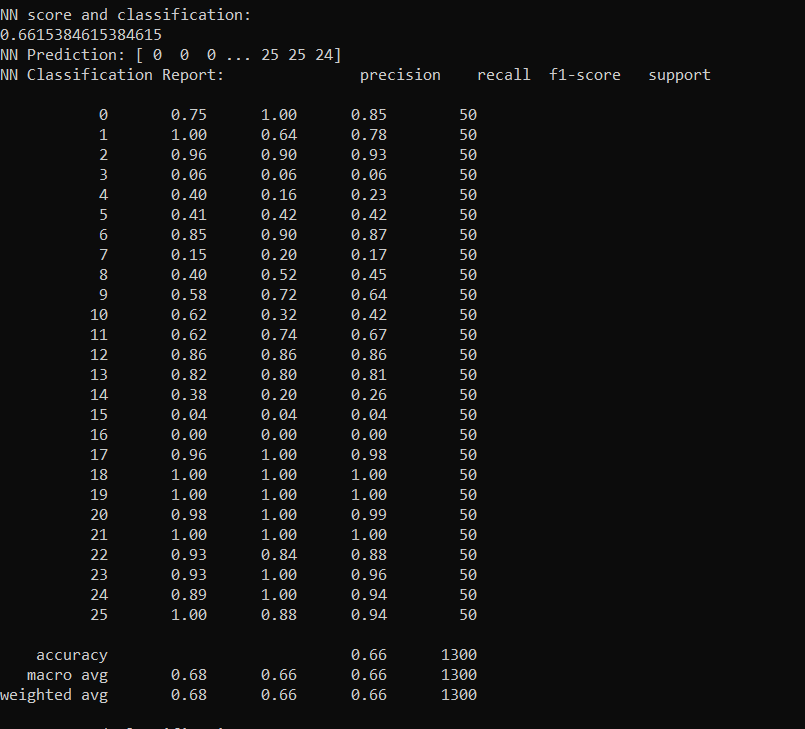 NN score and classification:
0.6615384615384615
NN Prediction: [ 0  0  0 ... 25 25 24]
NN Classification Report:               precision    recall  f1-score   support
0       0.75      1.00      0.85        50
1       1.00      0.64      0.78        50
2       0.96      0.90      0.93        50
3       0.06      0.06      0.06        50
4       0.40      0.16      0.23        50
5       0.41      0.42      0.42        50
6       0.85      0.90      0.87        50
7       0.15      0.20      0.17        50
8       0.40      0.52      0.45        50
9       0.58      0.72      0.64        50
10       0.62      0.32      0.42        50
11       0.62      0.74      0.67        50
12       0.86      0.86      0.86        50
13       0.82      0.80      0.81        50
14       0.38      0.20      0.26        50
15       0.04      0.04      0.04        50
16       0.00      0.00      0.00        50
17       0.96      1.00      0.98        50
18       1.00      1.00      1.00        50
19       1.00      1.00      1.00        50
20       0.98      1.00      0.99        50
21       1.00      1.00      1.00        50
22       0.93      0.84      0.88        50
23       0.93      1.00      0.96        50
24       0.89      1.00      0.94        50
25       1.00      0.88      0.94        50
accuracy                           0.66      1300
macro avg       0.68      0.66      0.66      1300
weighted avg       0.68      0.66      0.66      1300